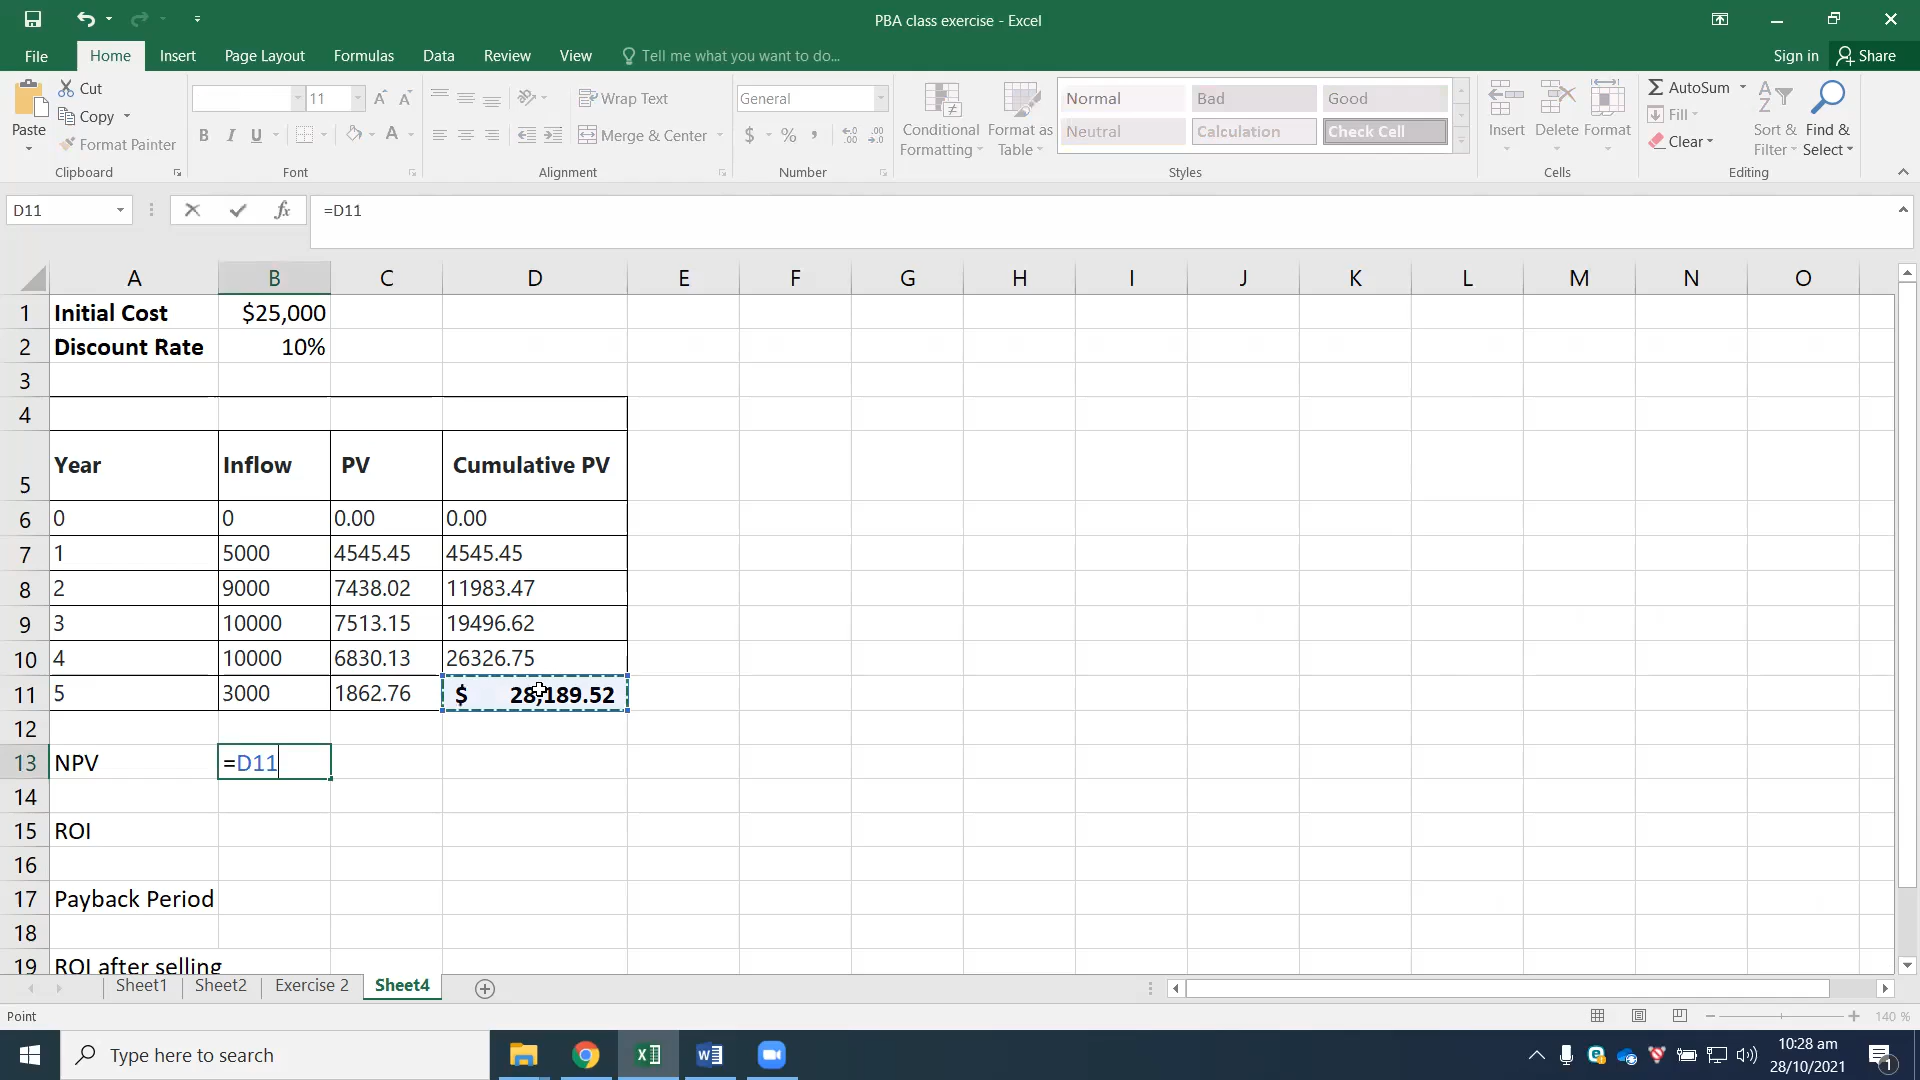 PBA class exercise - Excel
File Home Insert Page Layout Formulas Data Review View Tell me what you want to do... Sign in Share
Paste Cut Copy Format Painter Clipboard
11 B I U Font
Wrap Text Merge & Center Alignment
General $ % , Number
Conditional Formatting Format as Table
Normal Bad Good
Neutral Calculation Check Cell
Styles
Insert Delete Format Cells
AutoSum Fill Clear Sort & Filter Find & Select Editing
D11 fx =D11
A B C D E F G H I J K L M N O
1 Initial Cost $25,000
2 Discount Rate 10%
3
4
5 Year Inflow PV Cumulative PV
6 0 0 0.00 0.00
7 1 5000 4545.45 4545.45
8 2 9000 7438.02 11983.47
9 3 10000 7513.15 19496.62
10 4 10000 6830.13 26326.75
11 5 3000 1862.76 $ 28,189.52
12
13 NPV =D11
14
15 ROI
16
17 Payback Period
18
19 ROI after selling
Sheet1 Sheet2 Exercise 2 Sheet4
Point 140 %
Type here to search
10:28 am
28/10/2021
1